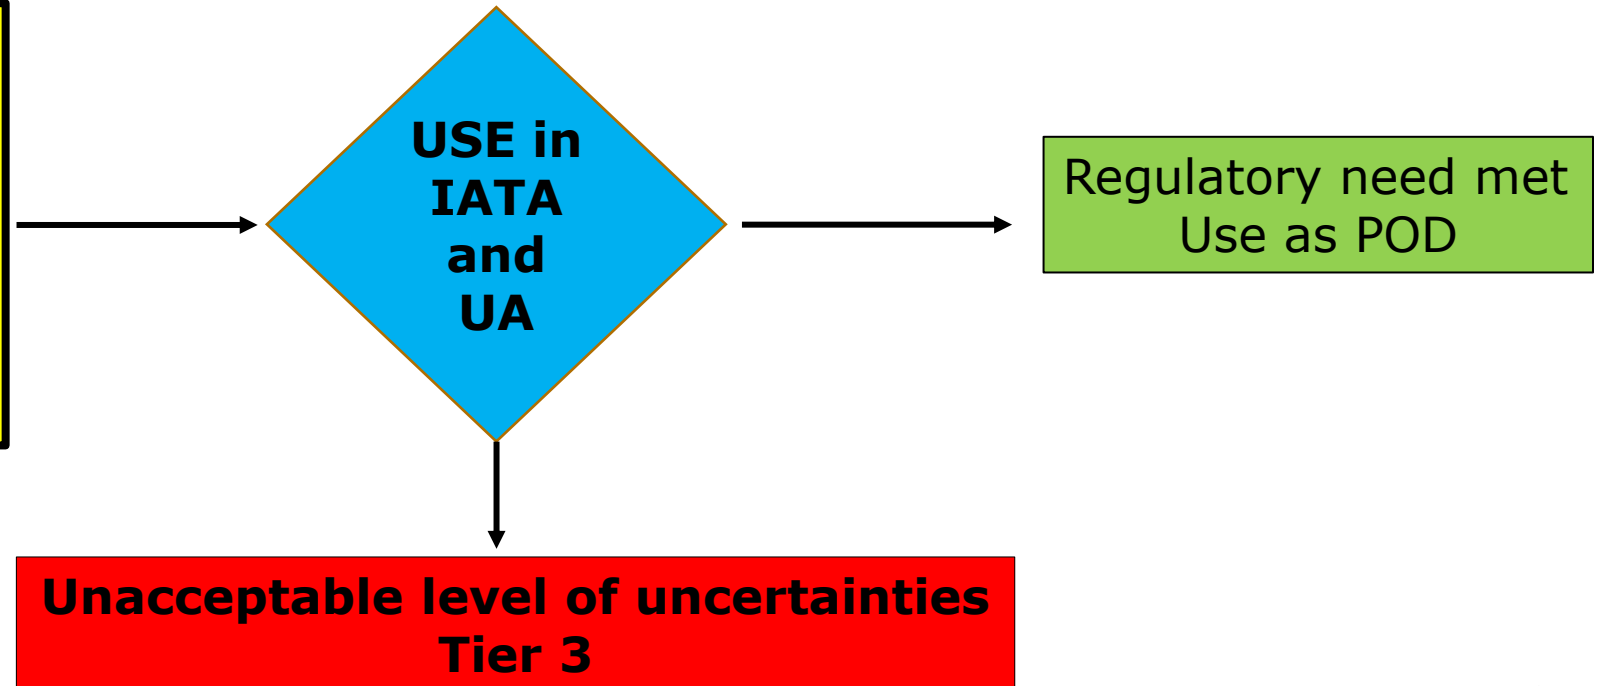 USE in
IATA
and
UA
Regulatory need met
Use as POD
Unacceptable level of uncertainties
Tier 3